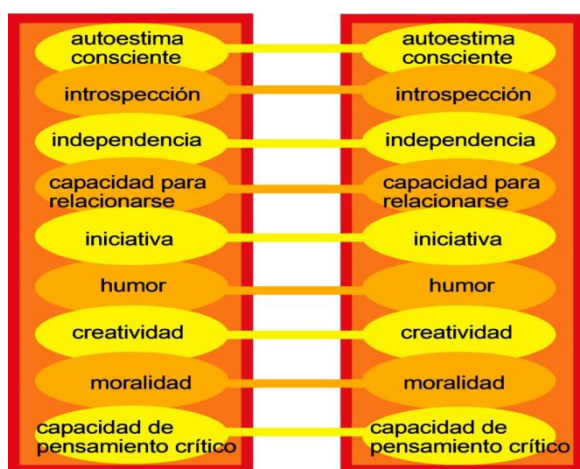 autoestima
consciente
introspección
independencia
capacidad para
relacionarse
iniciativa
humor
creatividad
moralidad
capacidad de
pensamiento crítico
autoestima
consciente
introspección
independencia
capacidad para
relacionarse
iniciativa
humor
creatividad
moralidad
capacidad de
pensamiento crítico